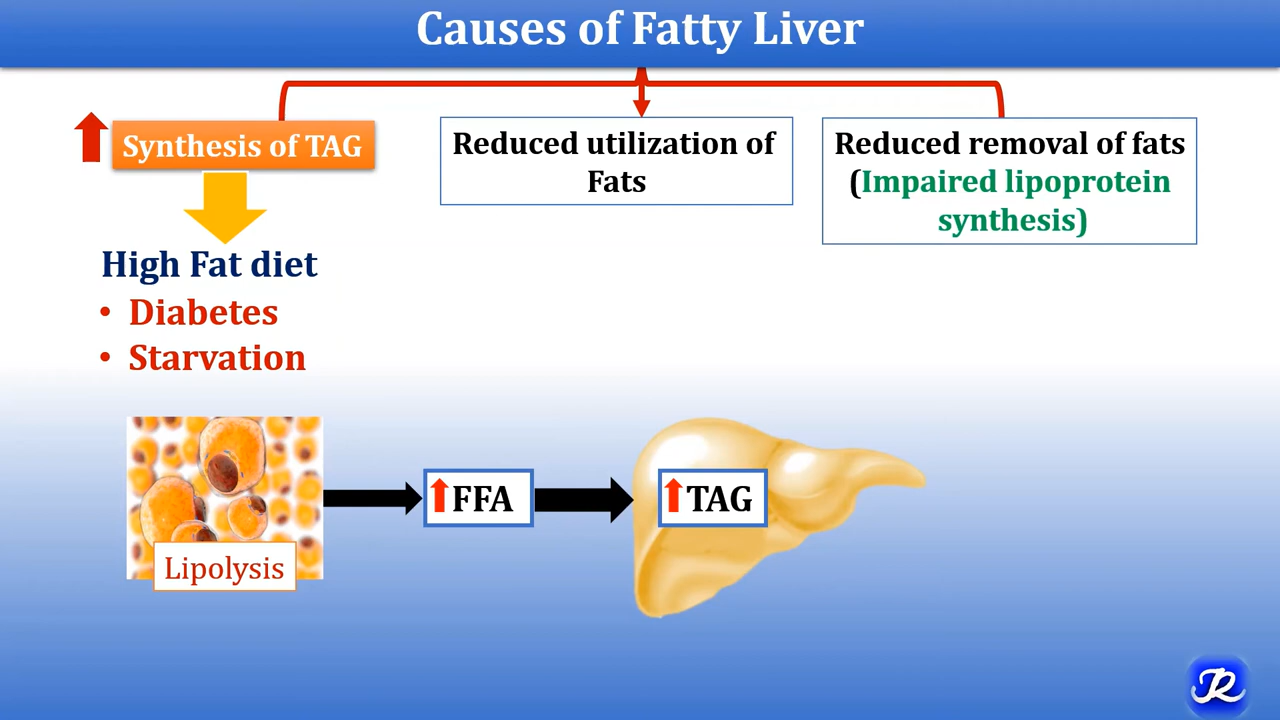 Causes of Fatty Liver
Synthesis of TAG
Reduced utilization of
Fats
Reduced removal of fats
(Impaired lipoprotein
synthesis)
High Fat diet
• Diabetes
• Starvation
Lipolysis
FFA
TAG
JR